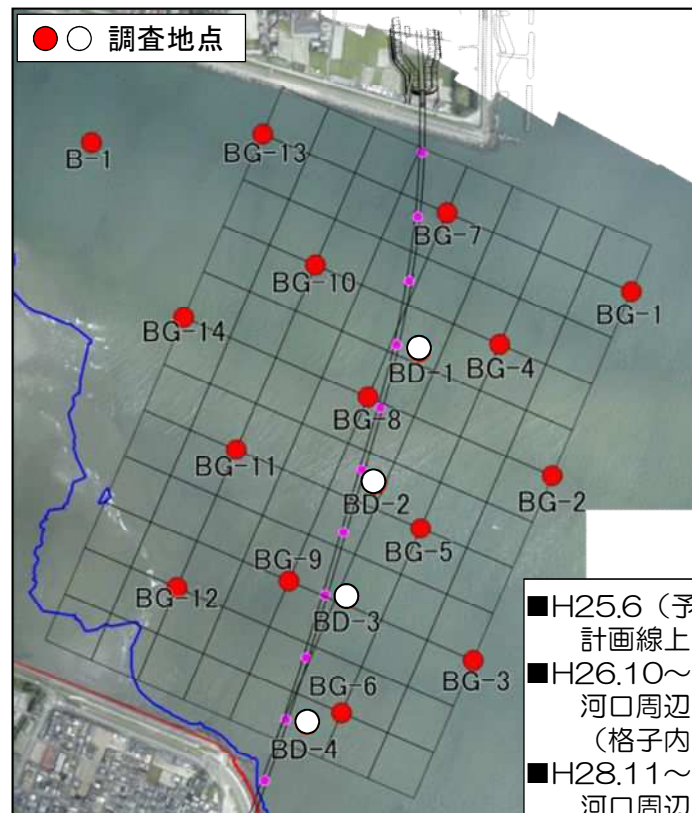 調査地点
B-1
BG-13
BG-7
BG-10
BG-1
BG-14
BD-1
BG-4
BG-8
BG-11
BD-2
BG-2
BG-5
BG-9
BG-12
BD-3
BG-3
BG-6
BD-4
■H25.6（予
計画線上
■H26.10～
河口周辺
（格子内
■H28.11～
河口周辺